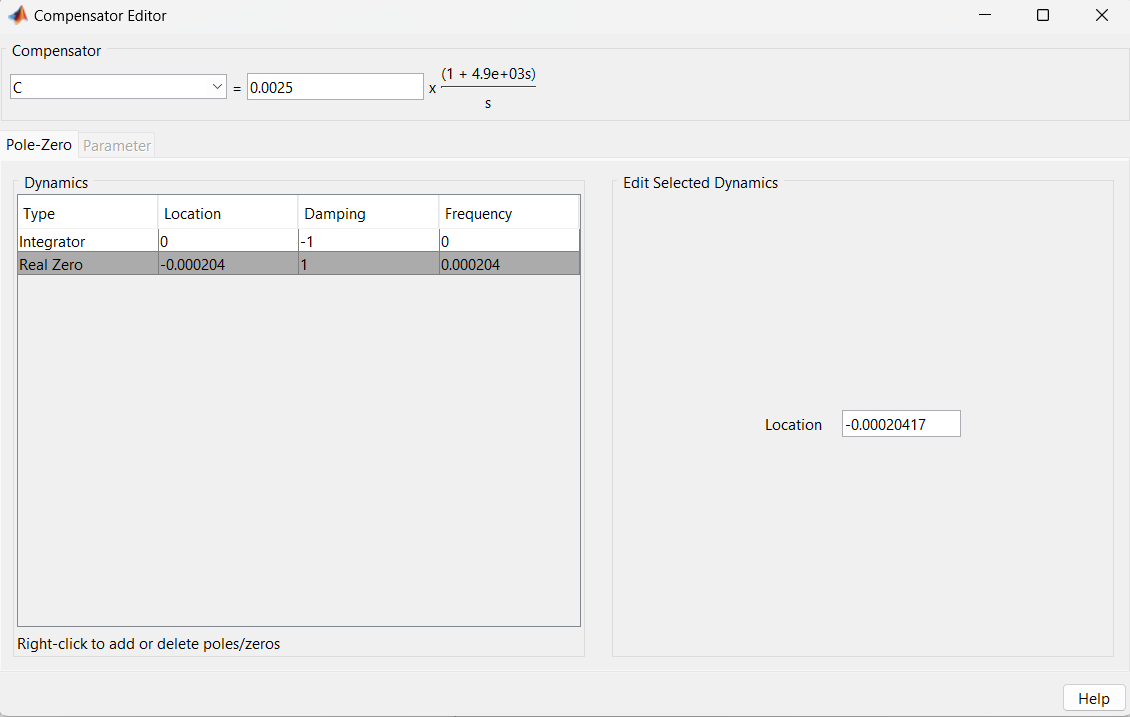 Compensator Editor
Compensator
C = 0.0025 x (1 + 4.9e+03s)
s
Pole-Zero Parameter
Dynamics
Type Location Damping Frequency
Integrator 0 -1 0
Real Zero -0.000204 1 0.000204
Right-click to add or delete poles/zeros
Edit Selected Dynamics
Location -0.00020417
Help